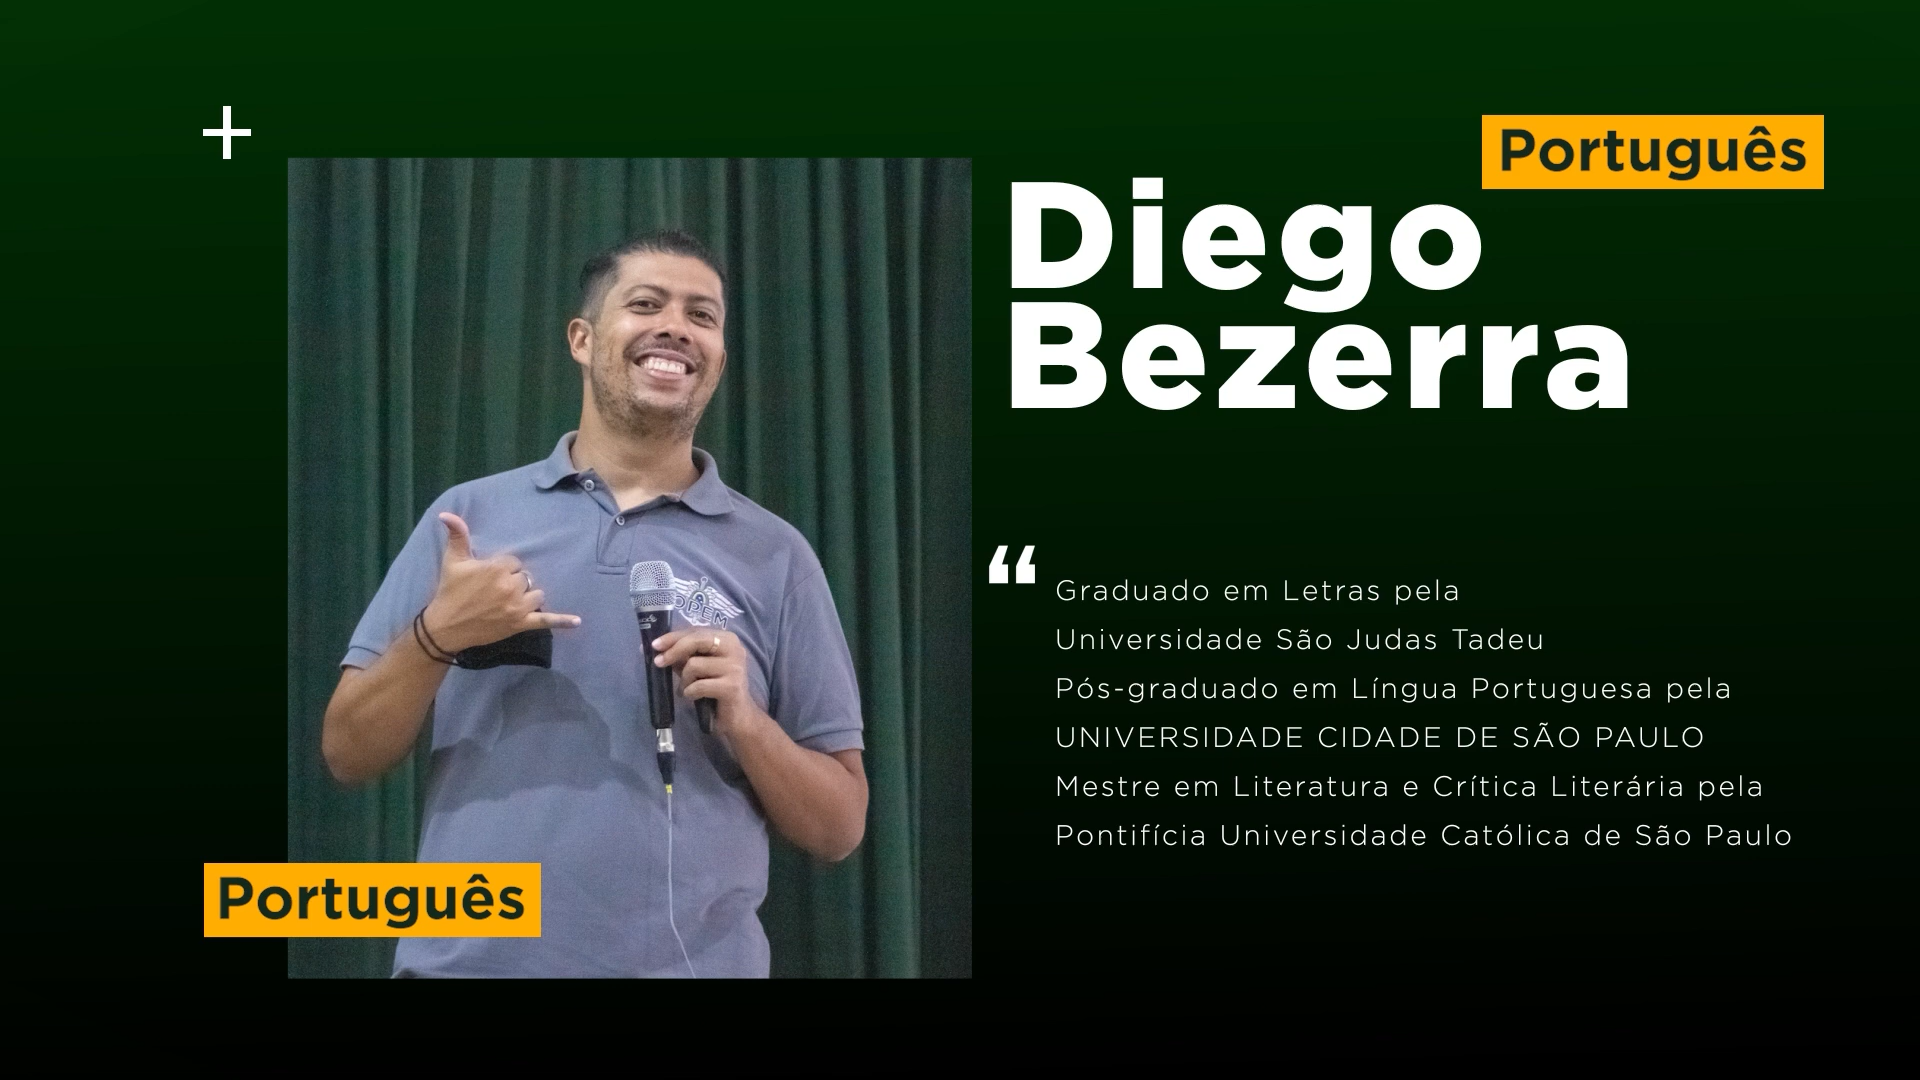 Português
Diego
Bezerra
“
Graduado em Letras pela
Universidade São Judas Tadeu
Pós-graduado em Língua Portuguesa pela
UNIVERSIDADE CIDADE DE SÃO PAULO
Mestre em Literatura e Crítica Literária pela
Pontifícia Universidade Católica de São Paulo
OPEM
Português